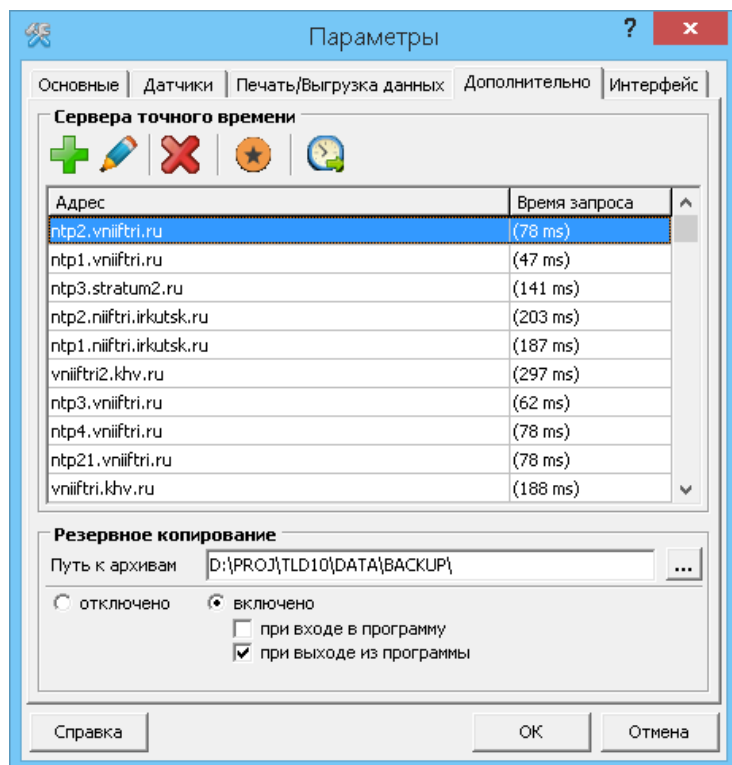 Параметры ?
Основные Датчики Печать/Выгрузка данных Дополнительно Интерфейс
Сервера точного времени
Адрес Время запроса
ntp2.vniiftri.ru (78 ms)
ntp1.vniiftri.ru (47 ms)
ntp3.stratum2.ru (141 ms)
ntp2.niiftri.irkutsk.ru (203 ms)
ntp1.niiftri.irkutsk.ru (187 ms)
vniiftri2.khv.ru (297 ms)
ntp3.vniiftri.ru (62 ms)
ntp4.vniiftri.ru (78 ms)
ntp21.vniiftri.ru (78 ms)
vniiftri.khv.ru (188 ms)
Резервное копирование
Путь к архивам D:\PROJ\TLD10\DATA\BACKUP\ ...
отключено включено
при входе в программу
при выходе из программы
Справка ОК Отмена